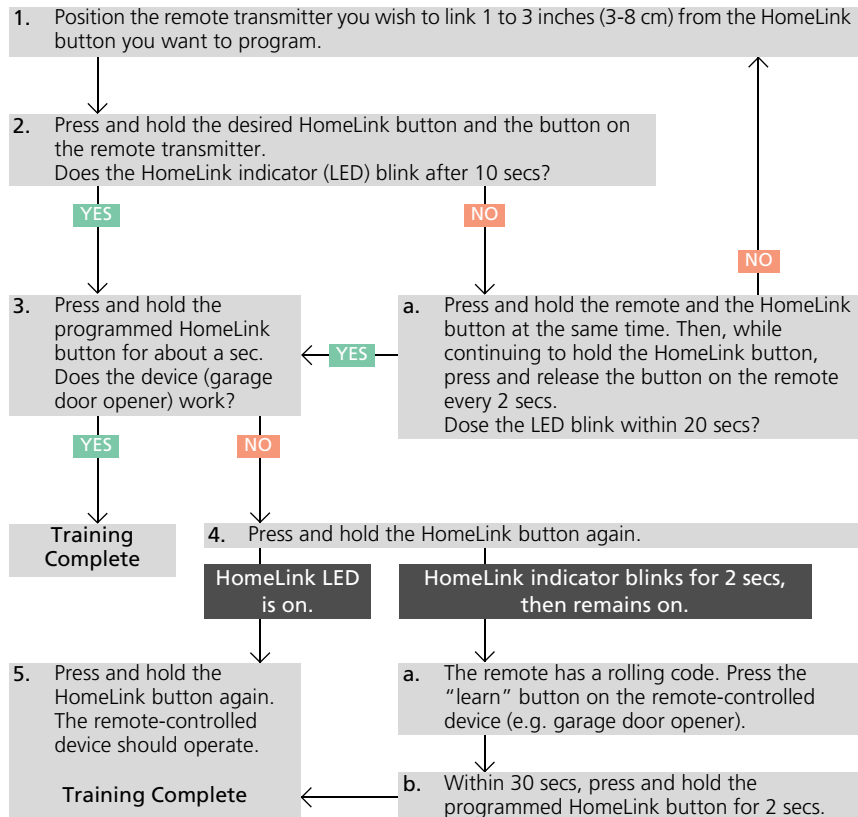 1. Position the remote transmitter you wish to link 1 to 3 inches (3-8 cm) from the HomeLink
button you want to program.
2. Press and hold the desired HomeLink button and the button on
the remote transmitter.
Does the HomeLink indicator (LED) blink after 10 secs?
YES
NO
NO
3. Press and hold the
programmed HomeLink
button for about a sec.
Does the device (garage
door opener) work?
YES
a. Press and hold the remote and the HomeLink
button at the same time. Then, while
continuing to hold the HomeLink button,
press and release the button on the remote
every 2 secs.
Dose the LED blink within 20 secs?
YES
NO
Training
Complete
4. Press and hold the HomeLink button again.
HomeLink LED
is on.
HomeLink indicator blinks for 2 secs,
then remains on.
5. Press and hold the
HomeLink button again.
The remote-controlled
device should operate.
Training Complete
a. The remote has a rolling code. Press the
“learn” button on the remote-controlled
device (e.g. garage door opener).
b. Within 30 secs, press and hold the
programmed HomeLink button for 2 secs.